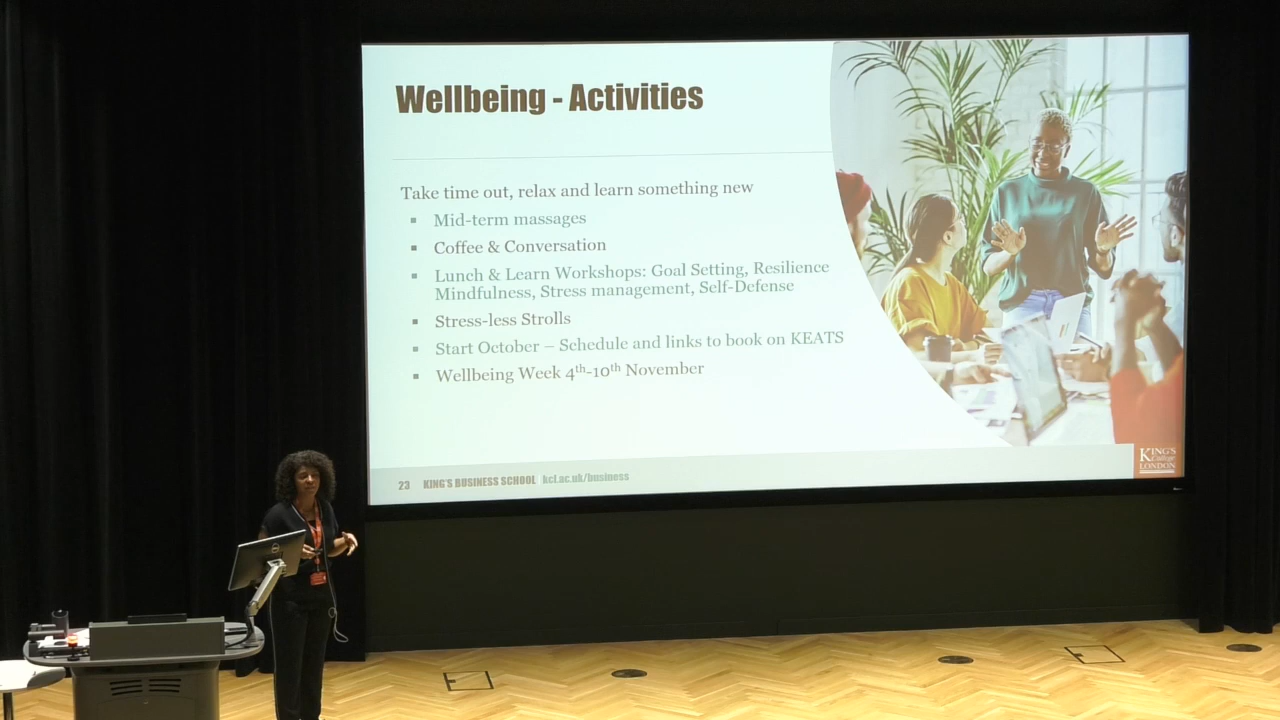 Wellbeing - Activities
Take time out, relax and learn something new
▪ Mid-term massages
▪ Coffee & Conversation
▪ Lunch & Learn Workshops: Goal Setting, Resilience
Mindfulness, Stress management, Self-Defense
▪ Stress-less Strolls
▪ Start October – Schedule and links to book on KEATS
▪ Wellbeing Week 4th-10th November
23 KING'S BUSINESS SCHOOL | kcl.ac.uk/business
KING'S
College
LONDON